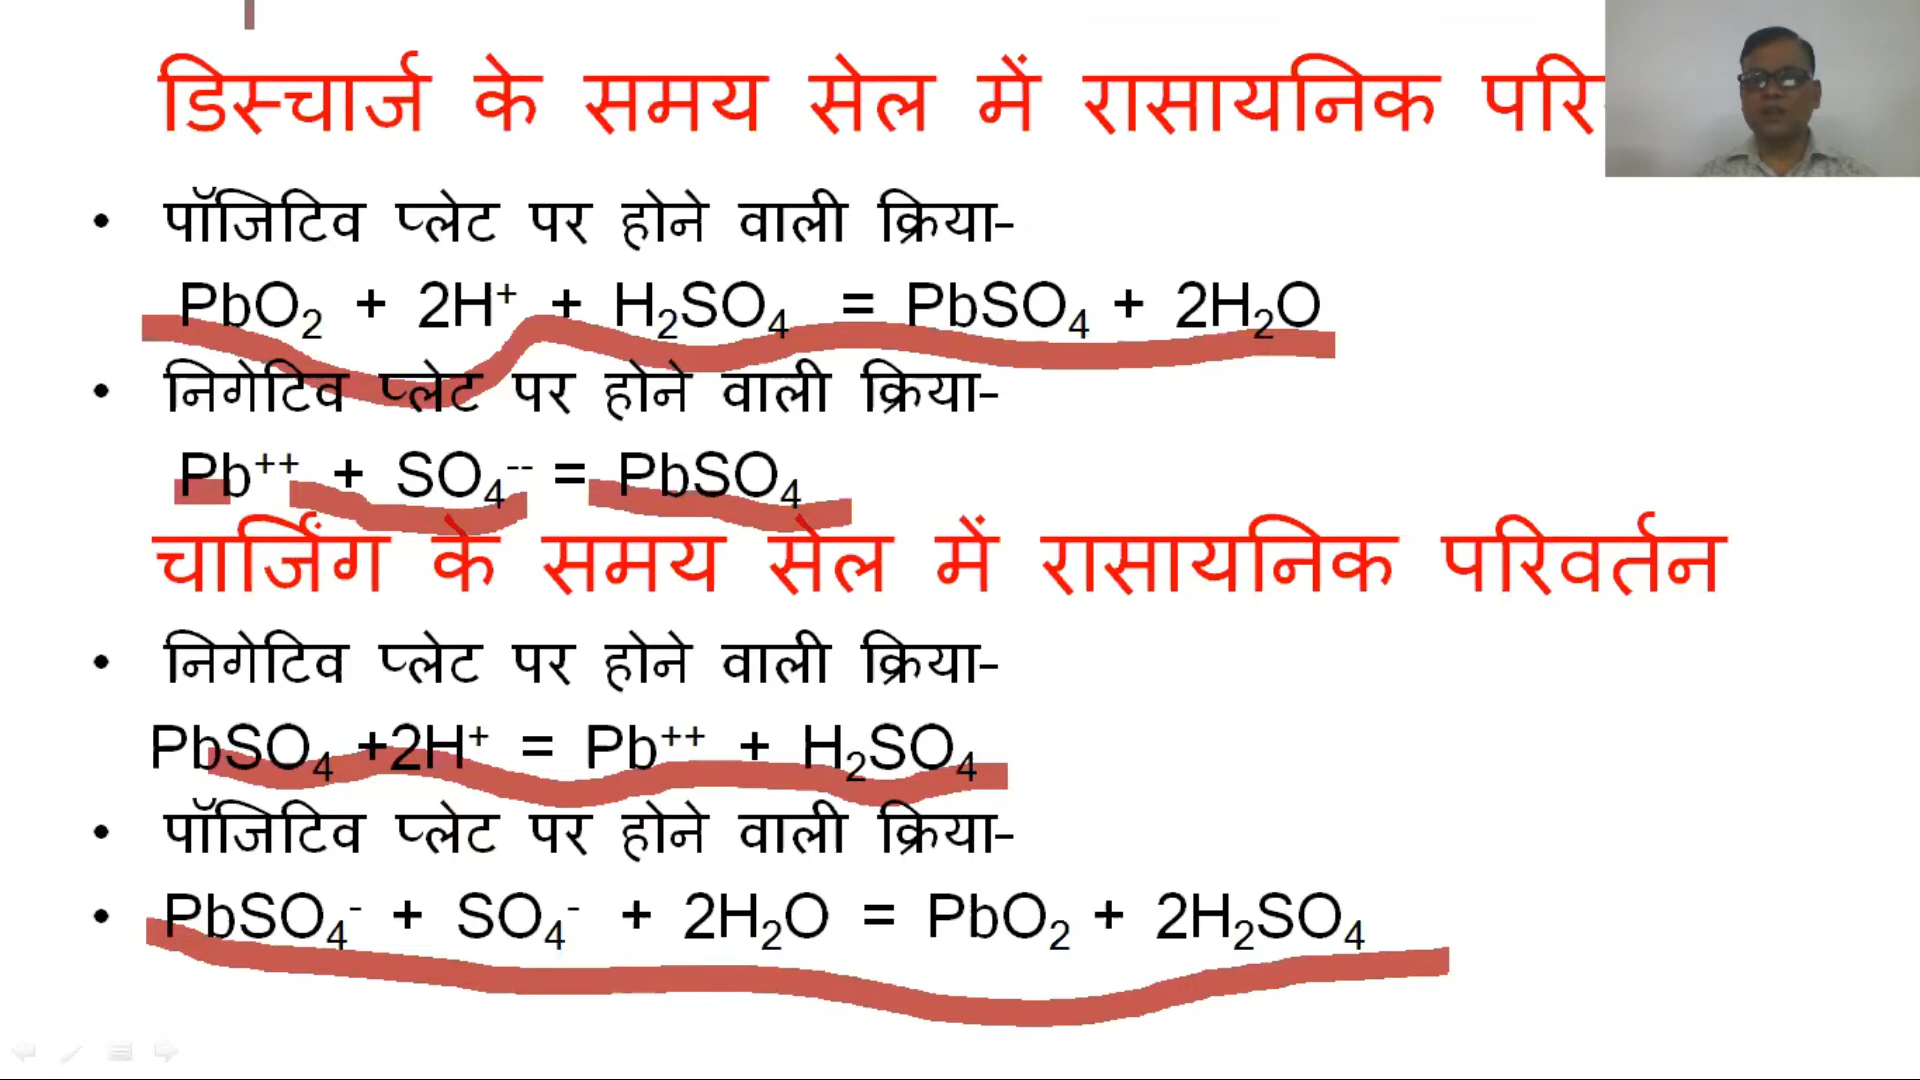 डिस्चार्ज के समय सेल में रासायनिक
• पॉजिटिव प्लेट पर होने वाली क्रिया-
PbO₂ + 2H⁺ + H₂SO₄ = PbSO₄ + 2H₂O
• निगेटिव प्लेट पर होने वाली क्रिया-
Pb⁺⁺ + SO₄⁻⁻ = PbSO₄
चार्जिंग के समय सेल में रासायनिक परिवर्तन
• निगेटिव प्लेट पर होने वाली क्रिया-
PbSO₄ +2H⁺ = Pb⁺⁺ + H₂SO₄
• पॉजिटिव प्लेट पर होने वाली क्रिया-
• PbSO₄⁻ + SO₄⁻ + 2H₂O = PbO₂ + 2H₂SO₄